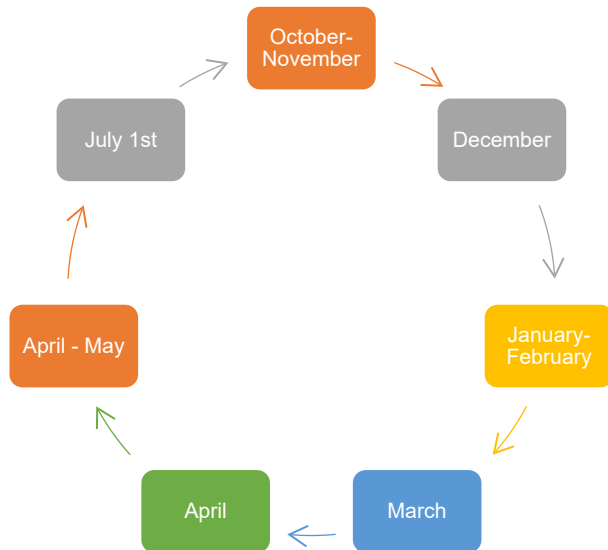 October-
November
December
January-
February
March
April
April - May
July 1st